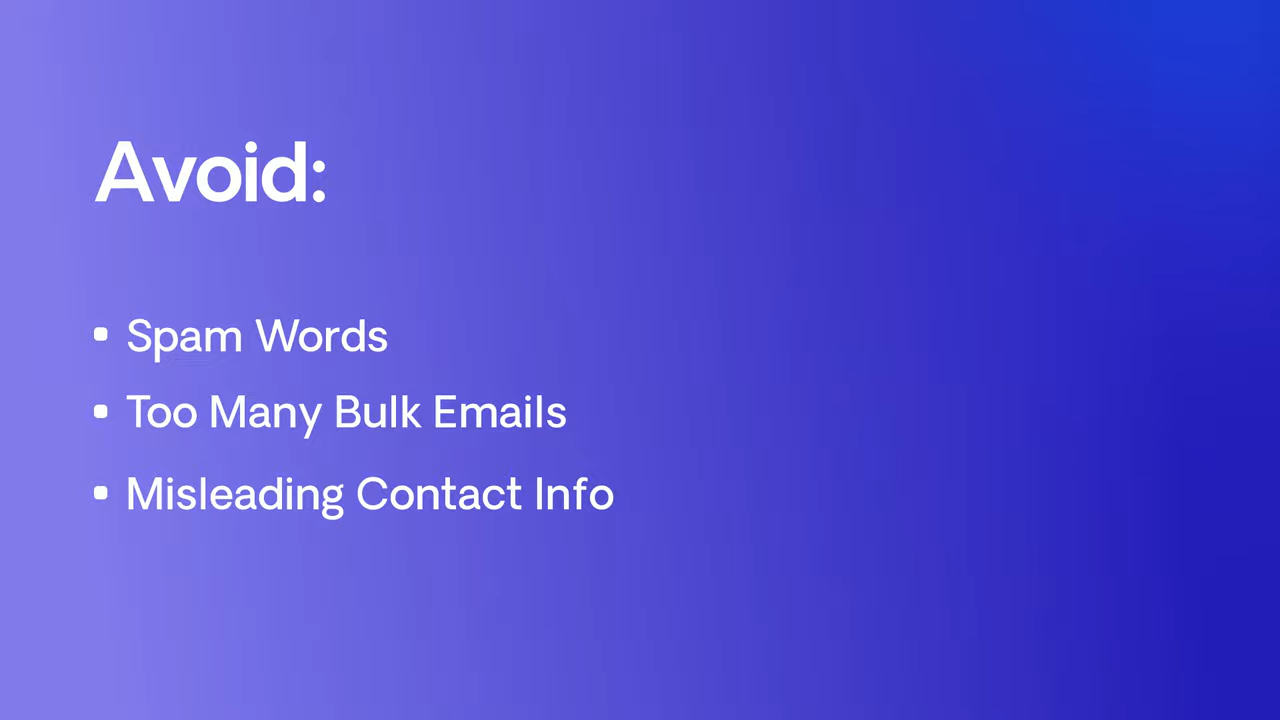 Avoid:
• Spam Words
• Too Many Bulk Emails
• Misleading Contact Info